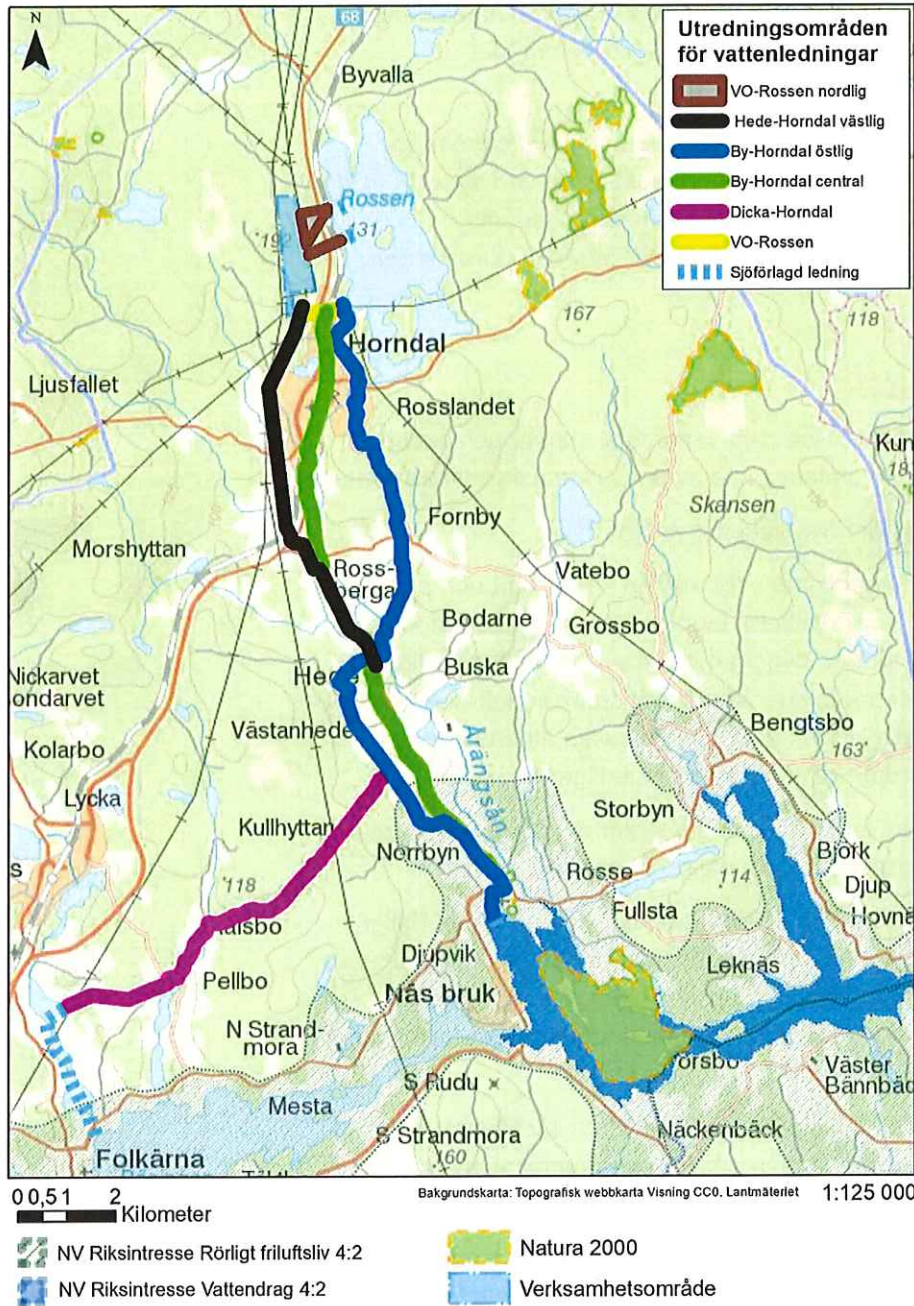 N
68
Byvalla
Utredningsområden
för vattenledningar
VO-Rossen nordlig
Hede-Horndal västlig
By-Horndal östlig
By-Horndal central
Dicka-Horndal
VO-Rossen
Sjöförlagd ledning
Rossen
131
192
167
118
Horndal
Ljusfallet
Rosslandet
Kun
Skansen
Fornby
Morshyttan
Ross-
berga
Vatebo
Bodarne
Grossbo
Nickarvet
ondarvet
Hede
Buska
Bengtsbo
Västanhede
Årängsån
163
Kolarbo
Lycka
Storbyn
Kullhyttan
Norrbyn
Rosse
Björk
s
118
114
Djup
Hovna
Fullsta
Djupvik
Leknäs
Pellbo
Näs bruk
N Strand-
mora
S Rudu
Väster
Bännbäc
Mesta
S Strandmora
Näckenbäck
160
Folkärna
0 0,5 1 2
Kilometer
Bakgrundskarta: Topografisk webbkarta Visning CC0. Lantmäteriet
1:125 000
NV Riksintresse Rörligt friluftsliv 4:2
Natura 2000
NV Riksintresse Vattendrag 4:2
Verksamhetsområde